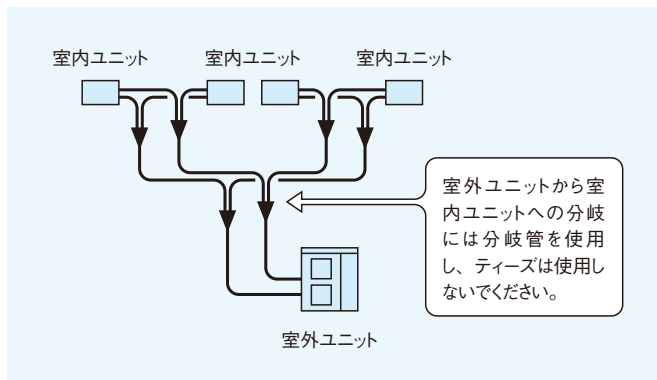 室内ユニット 室内ユニット 室内ユニット
室外ユニットから室
内ユニットへの分岐
には分岐管を使用
し、ティーズは使用し
ないでください。
室外ユニット